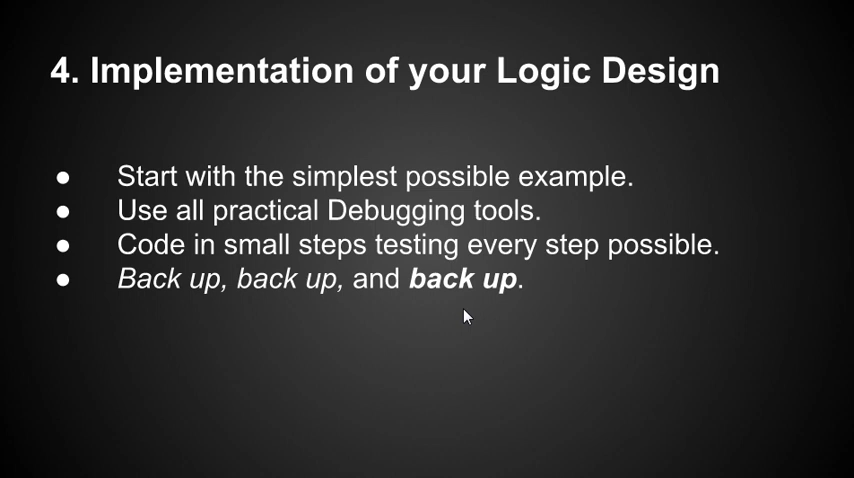 4. Implementation of your Logic Design
● Start with the simplest possible example.
● Use all practical Debugging tools.
● Code in small steps testing every step possible.
● Back up, back up, and back up.